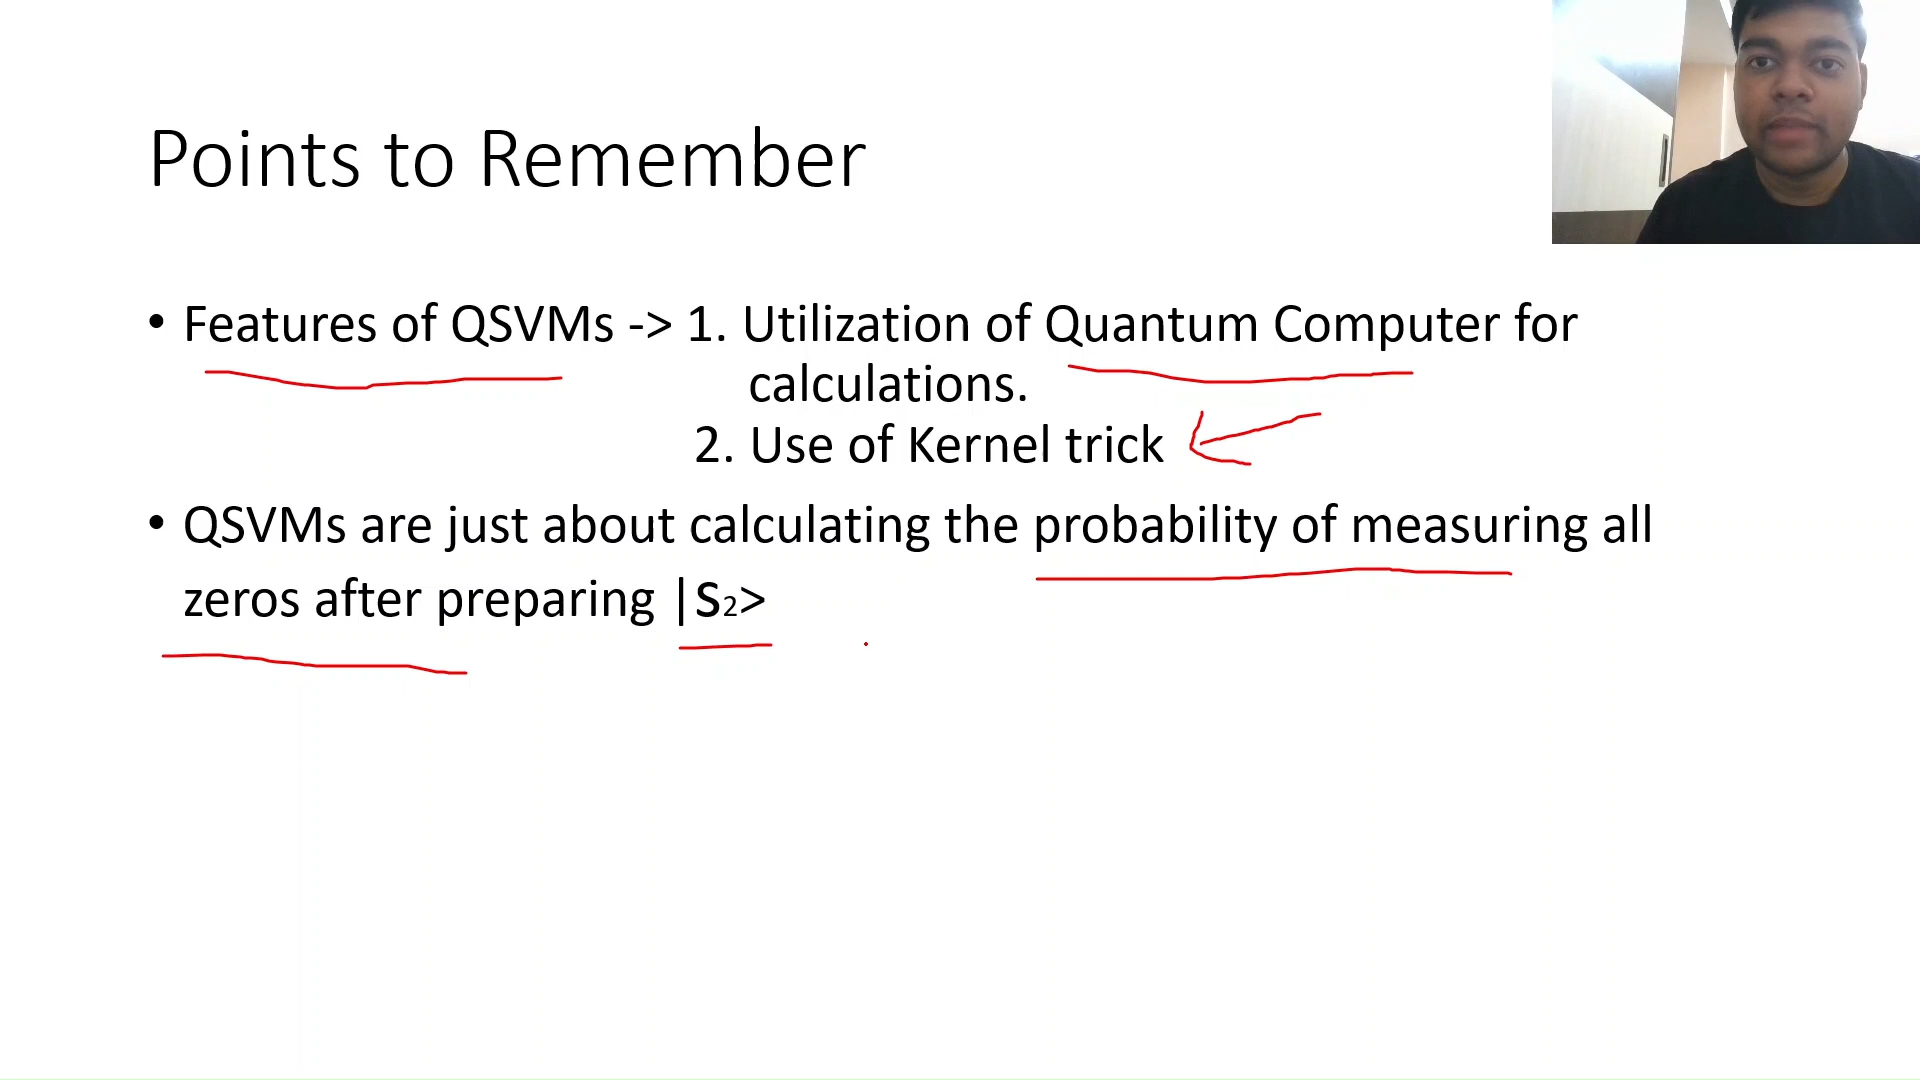 Points to Remember
• Features of QSVMs -> 1. Utilization of Quantum Computer for
calculations.
2. Use of Kernel trick
• QSVMs are just about calculating the probability of measuring all
zeros after preparing |S₂>